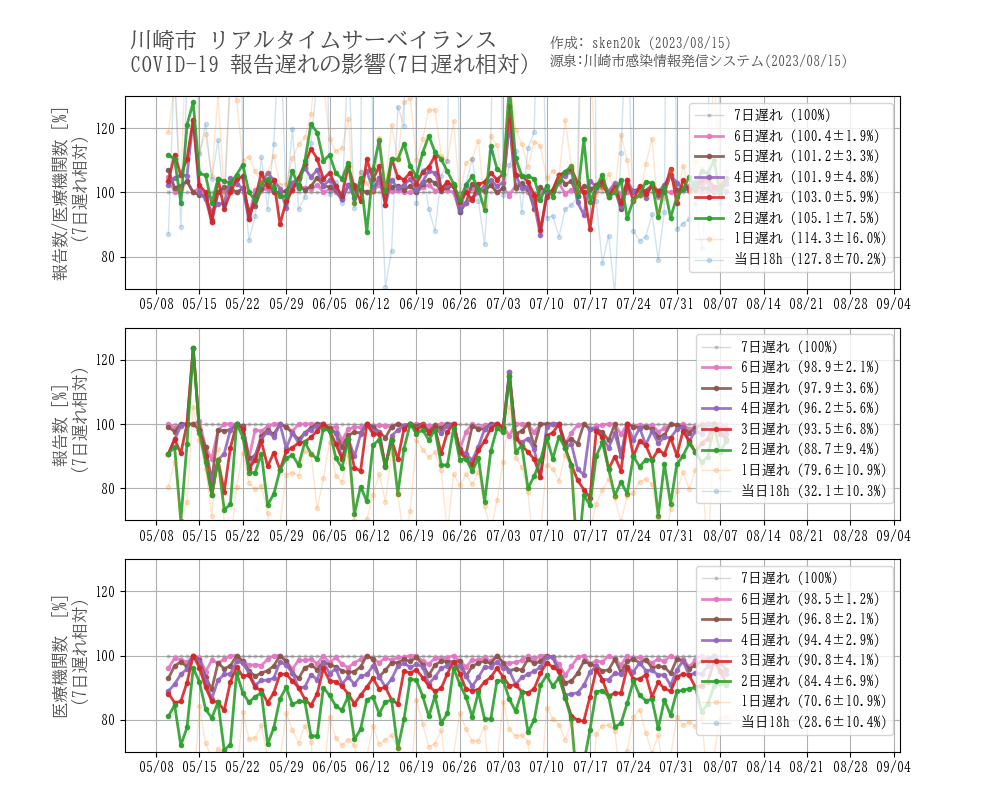 川崎市 リアルタイムサーベイランス
COVID-19 報告遅れの影響(7日遅れ相対)
作成: sken20k (2023/08/15)
源泉:川崎市感染情報発信システム(2023/08/15)
報告数/医療機関数 [%]
(7日遅れ相対)
120
100
80
7日遅れ (100%)
6日遅れ (100.4±1.9%)
5日遅れ (101.2±3.3%)
4日遅れ (101.9±4.8%)
3日遅れ (103.0±5.9%)
2日遅れ (105.1±7.5%)
1日遅れ (114.3±16.0%)
当日18h (127.8±70.2%)
05/08 05/15 05/22 05/29 06/05 06/12 06/19 06/26 07/03 07/10 07/17 07/24 07/31 08/07 08/14 08/21 08/28 09/04
報告数 [%]
(7日遅れ相対)
120
100
80
7日遅れ (100%)
6日遅れ (98.9±2.1%)
5日遅れ (97.9±3.6%)
4日遅れ (96.2±5.6%)
3日遅れ (93.5±6.8%)
2日遅れ (88.7±9.4%)
1日遅れ (79.6±10.9%)
当日18h (32.1±10.3%)
05/08 05/15 05/22 05/29 06/05 06/12 06/19 06/26 07/03 07/10 07/17 07/24 07/31 08/07 08/14 08/21 08/28 09/04
医療機関数 [%]
(7日遅れ相対)
120
100
80
7日遅れ (100%)
6日遅れ (98.5±1.2%)
5日遅れ (96.8±2.1%)
4日遅れ (94.4±2.9%)
3日遅れ (90.8±4.1%)
2日遅れ (84.4±6.9%)
1日遅れ (70.6±10.9%)
当日18h (28.6±10.4%)
05/08 05/15 05/22 05/29 06/05 06/12 06/19 06/26 07/03 07/10 07/17 07/24 07/31 08/07 08/14 08/21 08/28 09/04